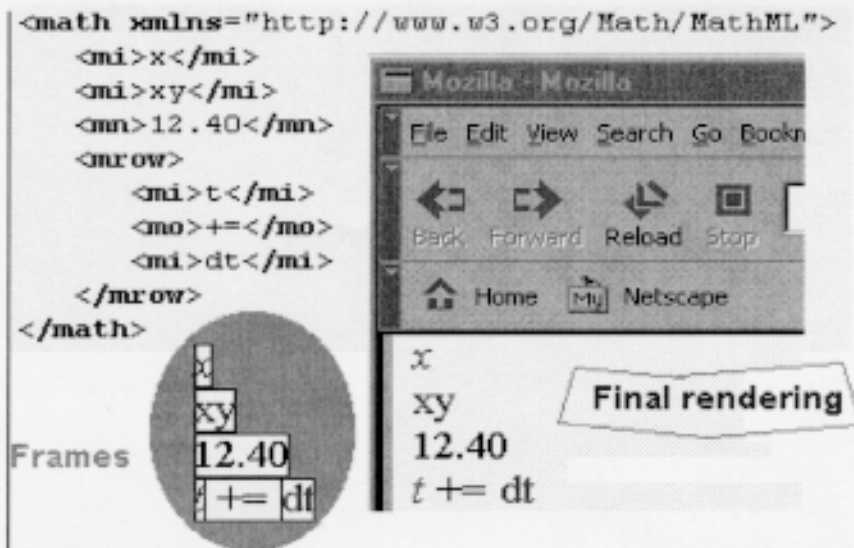 <math xmlns="http://www.w3.org/Math/MathML">
<mi>x</mi>
<mi>xy</mi>
<mn>12.40</mn>
<mrow>
<mi>t</mi>
<mo>+=</mo>
<mi>dt</mi>
</mrow>
</math>
Frames
x
xy
12.40
t += dt
Mozilla - Mozilla
File Edit View Search Go Bookn
Back Forward Reload Stop
Home My Netscape
x
xy
12.40
t += dt
Final rendering